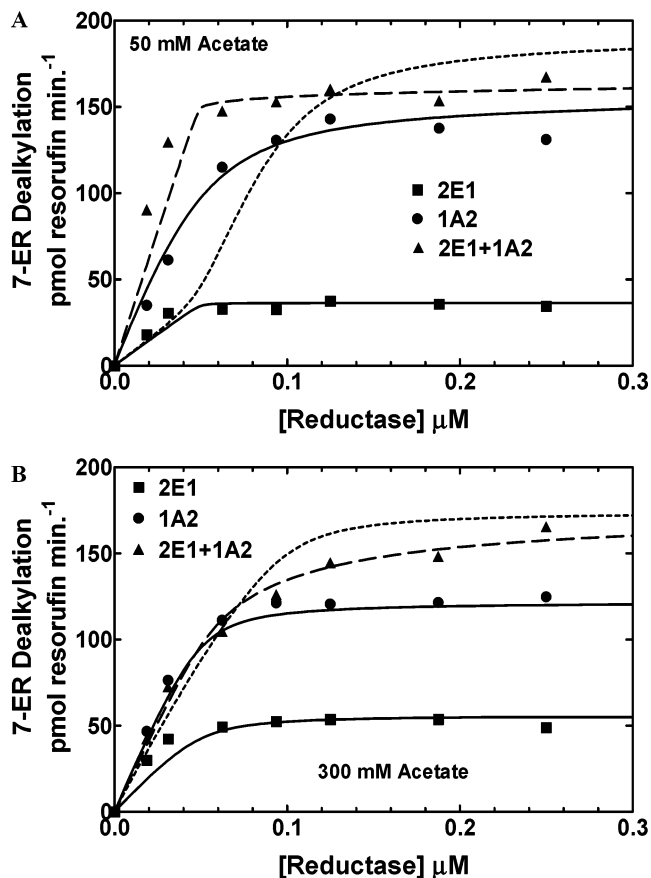 A
50 mM Acetate
200
150
100
50
0
7-ER Dealkylation
pmol resorufin min.-1
2E1
1A2
2E1+1A2
0.0 0.1 0.2 0.3
[Reductase] μM
B
2E1
1A2
2E1+1A2
200
150
100
50
0
7-ER Dealkylation
pmol resorufin min.-1
300 mM Acetate
0.0 0.1 0.2 0.3
[Reductase] μM